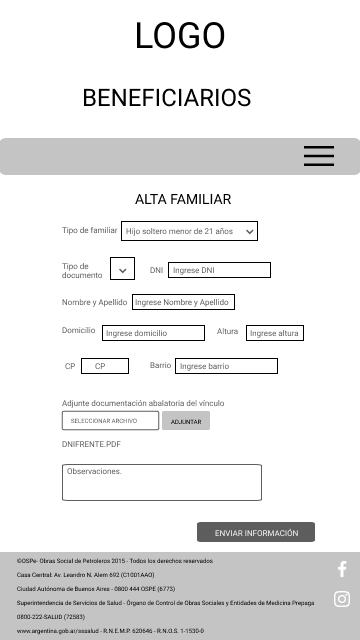 LOGO
BENEFICIARIOS
ALTA FAMILIAR
Tipo de familiar Hijo soltero menor de 21 años
Tipo de
documento DNI Ingrese DNI
Nombre y Apellido Ingrese Nombre y Apellido
Domicilio Ingrese domicilio Altura Ingrese altura
CP CP Barrio Ingrese barrio
Adjunte documentación abalatoría del vínculo
SELECCIONAR ARCHIVO ADJUNTAR
DNIFRENTE.PDF
Observaciones.
ENVIAR INFORMACIÓN
©OSPe- Obras Social de Petroleros 2015 - Todos los derechos reservados
Casa Central: Av. Leandro N. Alem 692 (C1001AAO)
Ciudad Autónoma de Buenos Aires - 0800 444 OSPE (6773)
Superintendencia de Servicios de Salud - Órgano de Control de Obras Sociales y Entidades de Medicina Prepaga
0800-222-SALUD (72583)
www.argentina.gob.ar/sssalud - R.N.E.M.P. 620646 - R.N.O.S. 1-1530-0